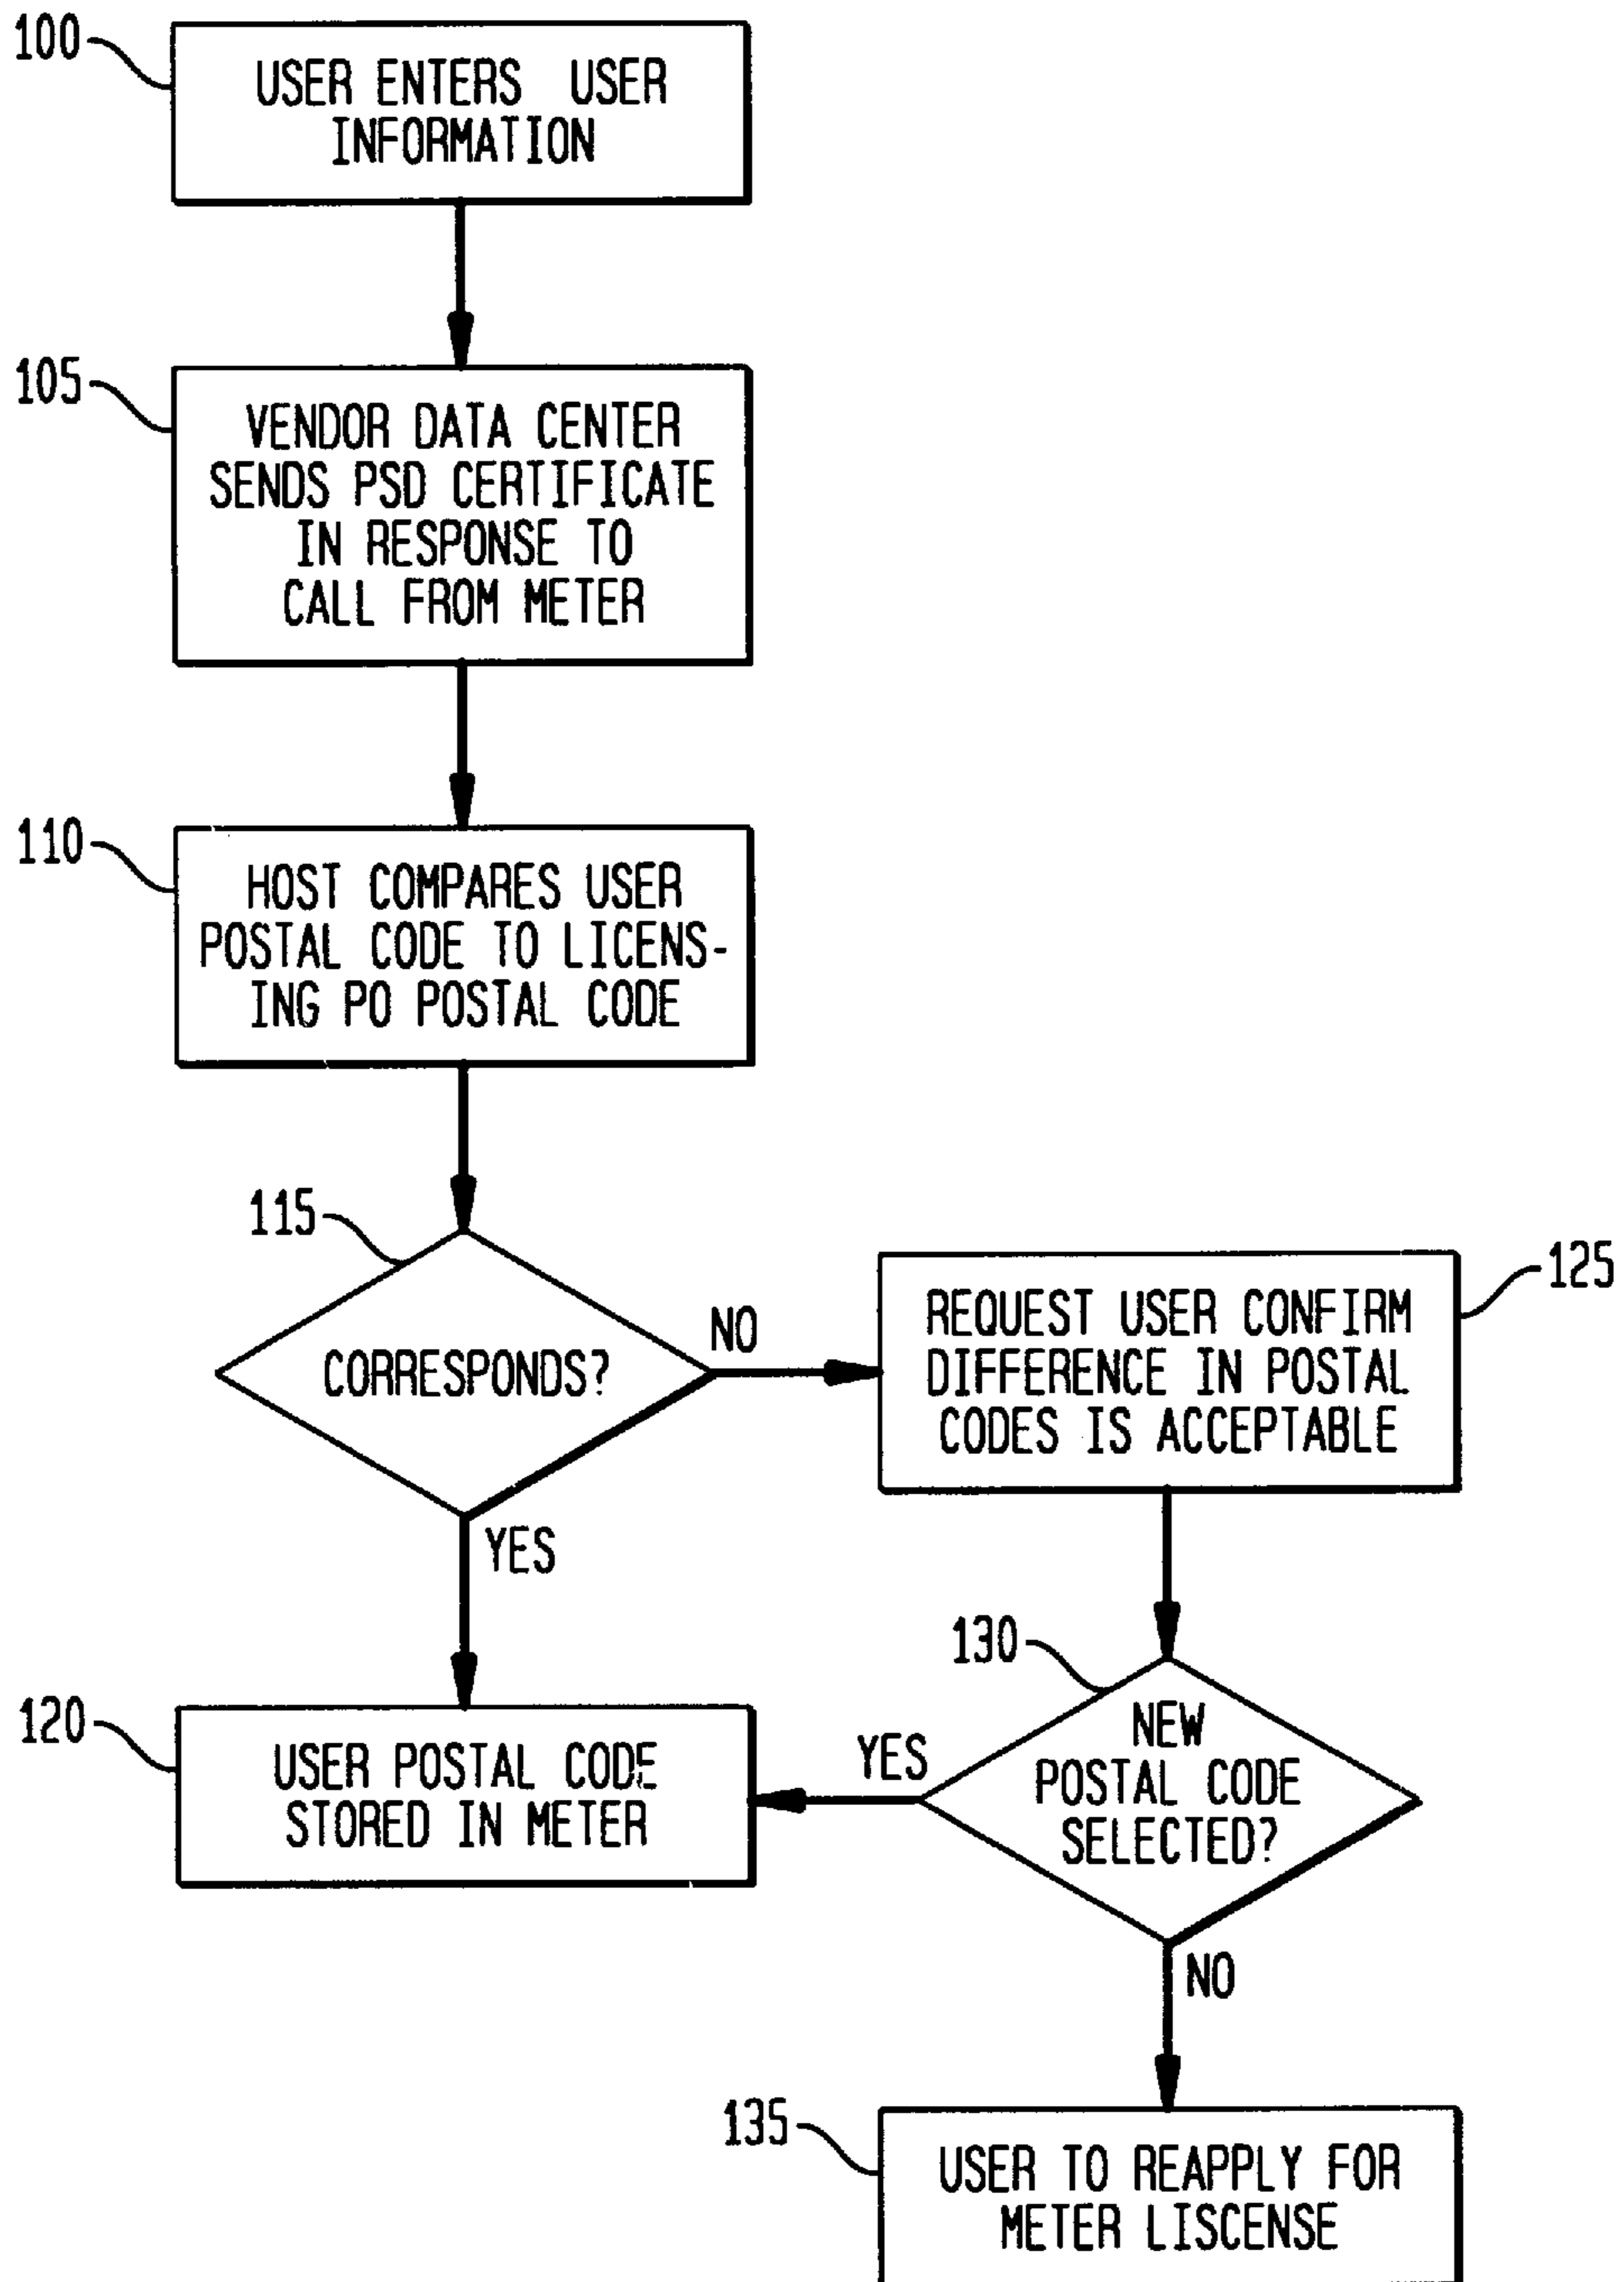 100
USER ENTERS USER
INFORMATION
105
VENDOR DATA CENTER
SENDS PSD CERTIFICATE
IN RESPONSE TO
CALL FROM METER
110
HOST COMPARES USER
POSTAL CODE TO LICENS-
ING PO POSTAL CODE
115
CORRESPONDS?
NO
YES
125
REQUEST USER CONFIRM
DIFFERENCE IN POSTAL
CODES IS ACCEPTABLE
120
USER POSTAL CODE
STORED IN METER
130
NEW
POSTAL CODE
SELECTED?
YES
NO
135
USER TO REAPPLY FOR
METER LISCENSE